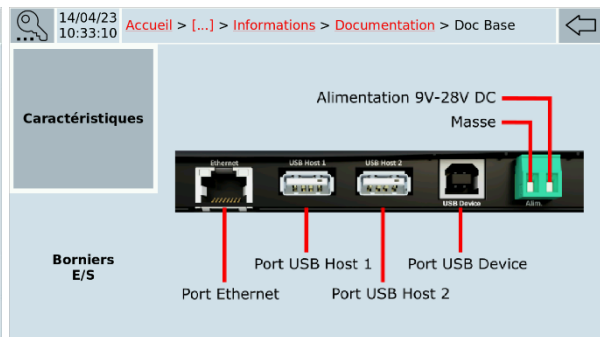 14/04/23
10:33:10
Accueil > [...] > Informations > Documentation > Doc Base
Caractéristiques
Alimentation 9V-28V DC
Masse
Ethernet
USB Host 1
USB Host 2
USB Device
Alim.
Borniers
E/S
Port USB Host 1
Port USB Device
Port Ethernet
Port USB Host 2